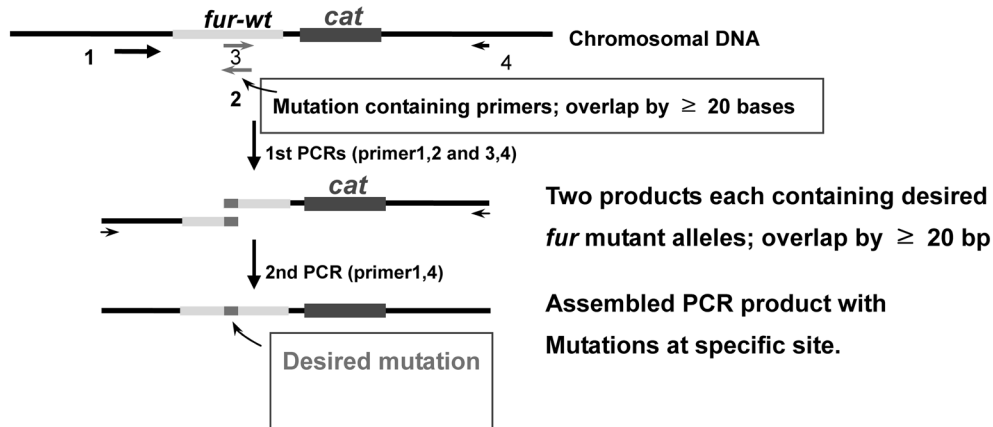 fur-wt
cat
Chromosomal DNA
1
3
4
2
Mutation containing primers; overlap by ≥ 20 bases
1st PCRs (primer1,2 and 3,4)
cat
Two products each containing desired
fur mutant alleles; overlap by ≥ 20 bp
2nd PCR (primer1,4)
Assembled PCR product with
Mutations at specific site.
Desired mutation